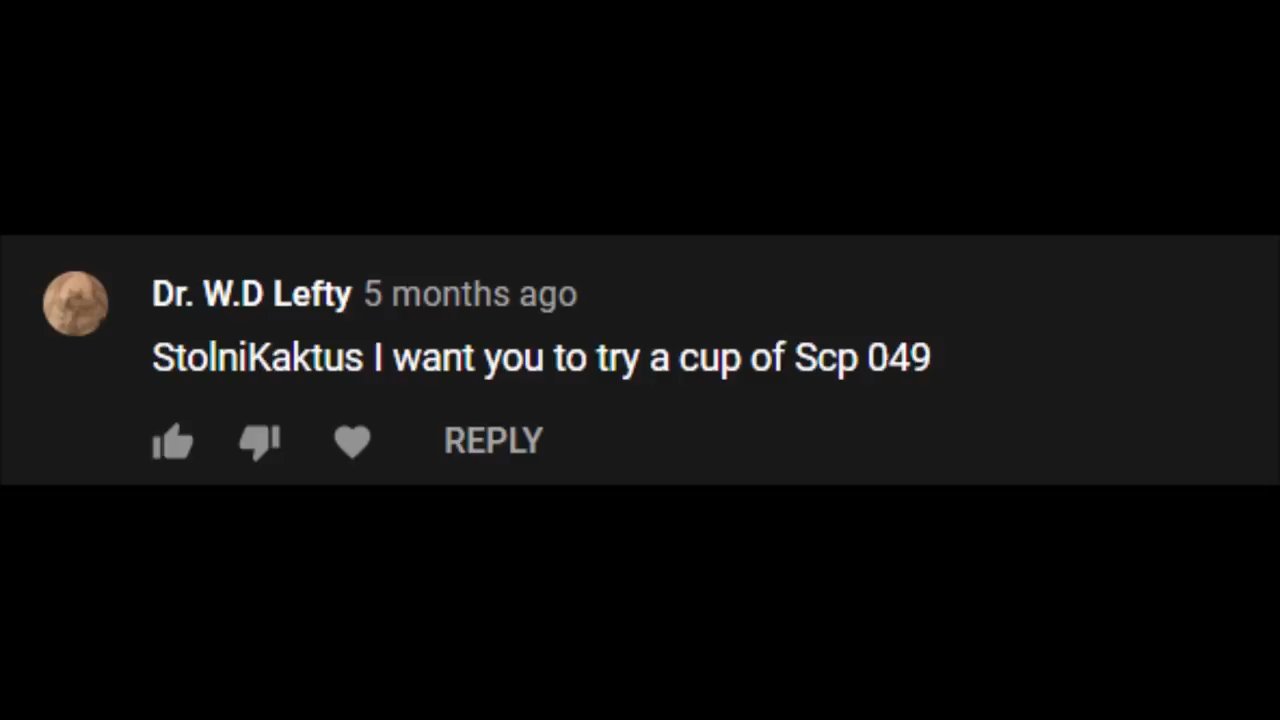 Dr. W.D Lefty 5 months ago
StolniKaktus I want you to try a cup of Scp 049
REPLY